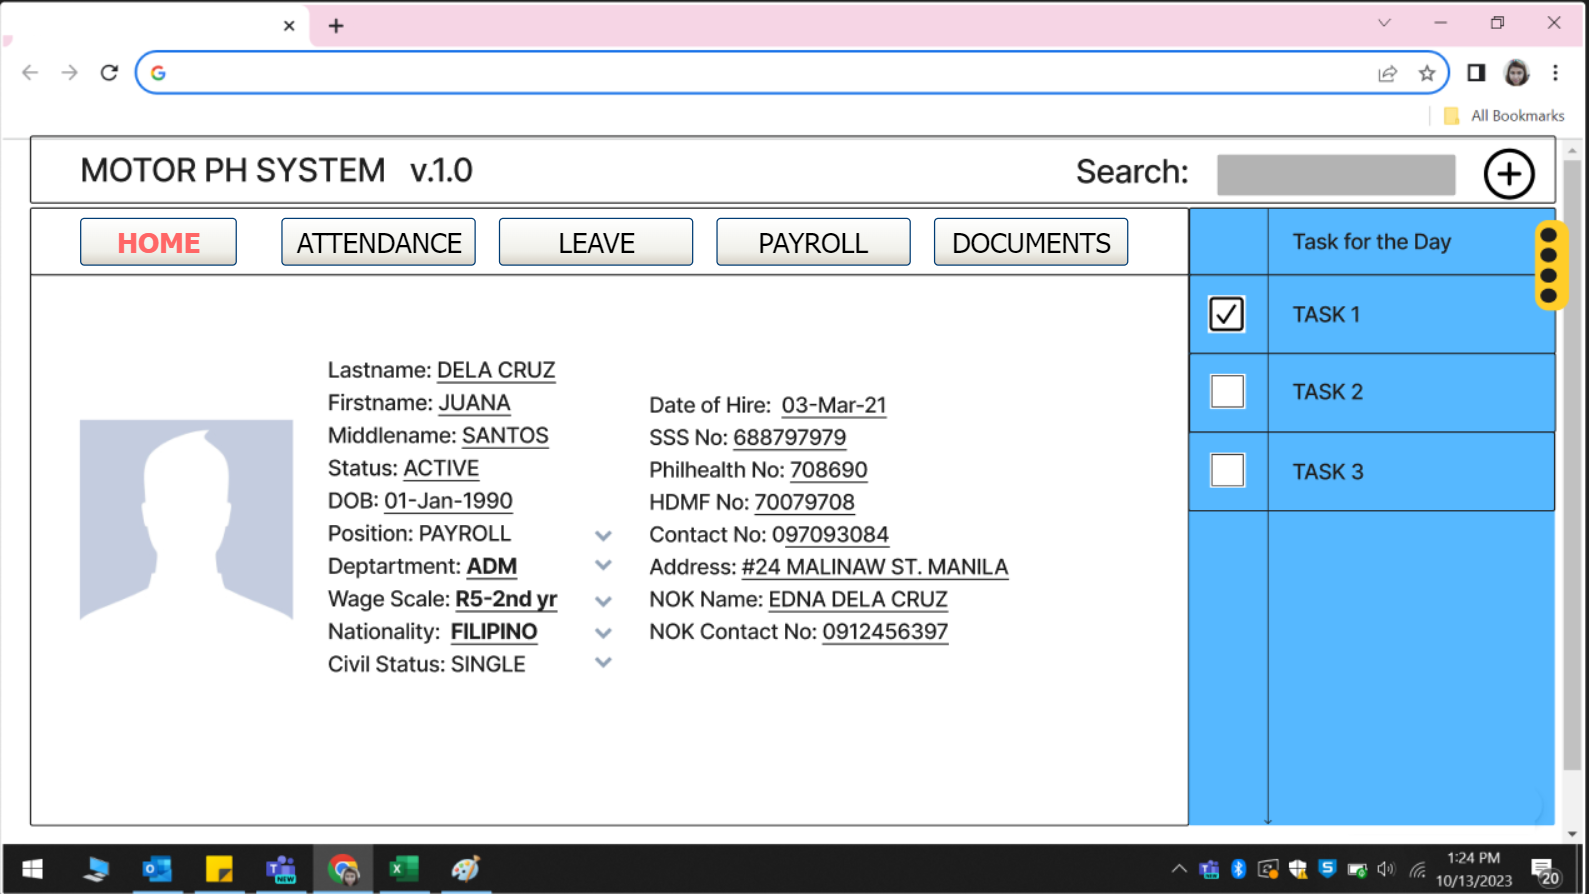 All Bookmarks
MOTOR PH SYSTEM v.1.0
Search:
HOME
ATTENDANCE
LEAVE
PAYROLL
DOCUMENTS
Task for the Day
TASK 1
TASK 2
TASK 3
Lastname: DELA CRUZ
Firstname: JUANA
Middlename: SANTOS
Status: ACTIVE
DOB: 01-Jan-1990
Position: PAYROLL
Deptartment: ADM
Wage Scale: R5-2nd yr
Nationality: FILIPINO
Civil Status: SINGLE
Date of Hire: 03-Mar-21
SSS No: 688797979
Philhealth No: 708690
HDMF No: 70079708
Contact No: 097093084
Address: #24 MALINAW ST. MANILA
NOK Name: EDNA DELA CRUZ
NOK Contact No: 0912456397
NEW
1:24 PM
10/13/2023
20